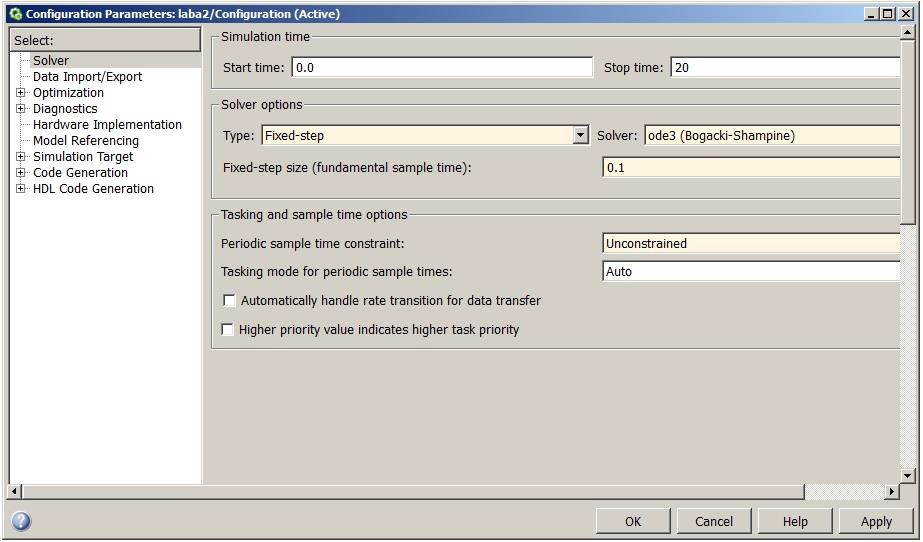 Configuration Parameters: laba2/Configuration (Active)
Select:
Solver
Data Import/Export
Optimization
Diagnostics
Hardware Implementation
Model Referencing
Simulation Target
Code Generation
HDL Code Generation
Simulation time
Start time: 0.0 Stop time: 20
Solver options
Type: Fixed-step Solver: ode3 (Bogacki-Shampine)
Fixed-step size (fundamental sample time): 0.1
Tasking and sample time options
Periodic sample time constraint: Unconstrained
Tasking mode for periodic sample times: Auto
Automatically handle rate transition for data transfer
Higher priority value indicates higher task priority
OK Cancel Help Apply